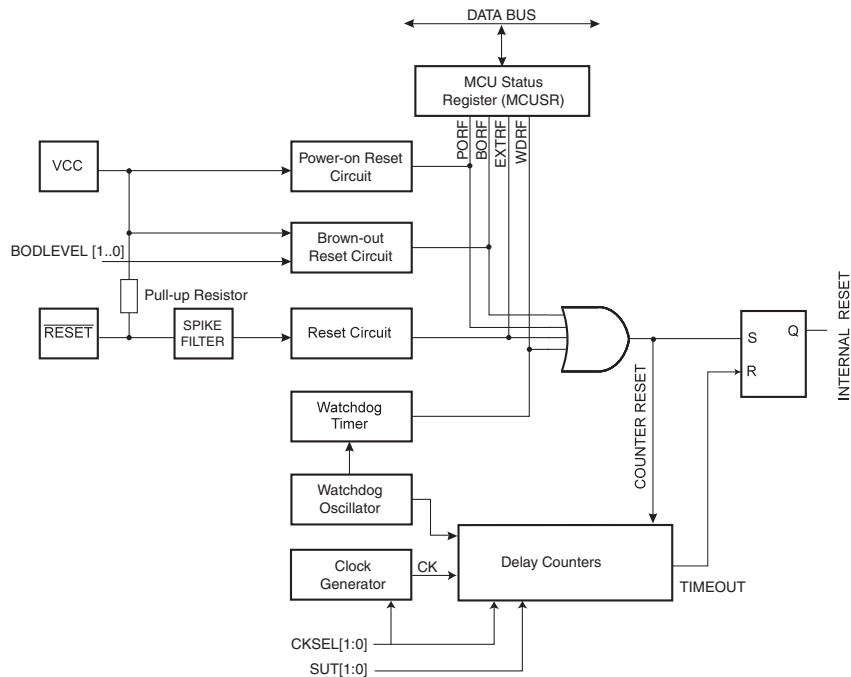 DATA BUS
MCU Status
Register (MCUSR)
PORF
BORF
EXTRF
WDRF
VCC
Power-on Reset
Circuit
BODLEVEL [1..0]
Brown-out
Reset Circuit
Pull-up Resistor
RESET
SPIKE
FILTER
Reset Circuit
S
Q
R
INTERNAL RESET
COUNTER RESET
Watchdog
Timer
Watchdog
Oscillator
Clock
Generator
CK
Delay Counters
TIMEOUT
CKSEL[1:0]
SUT[1:0]